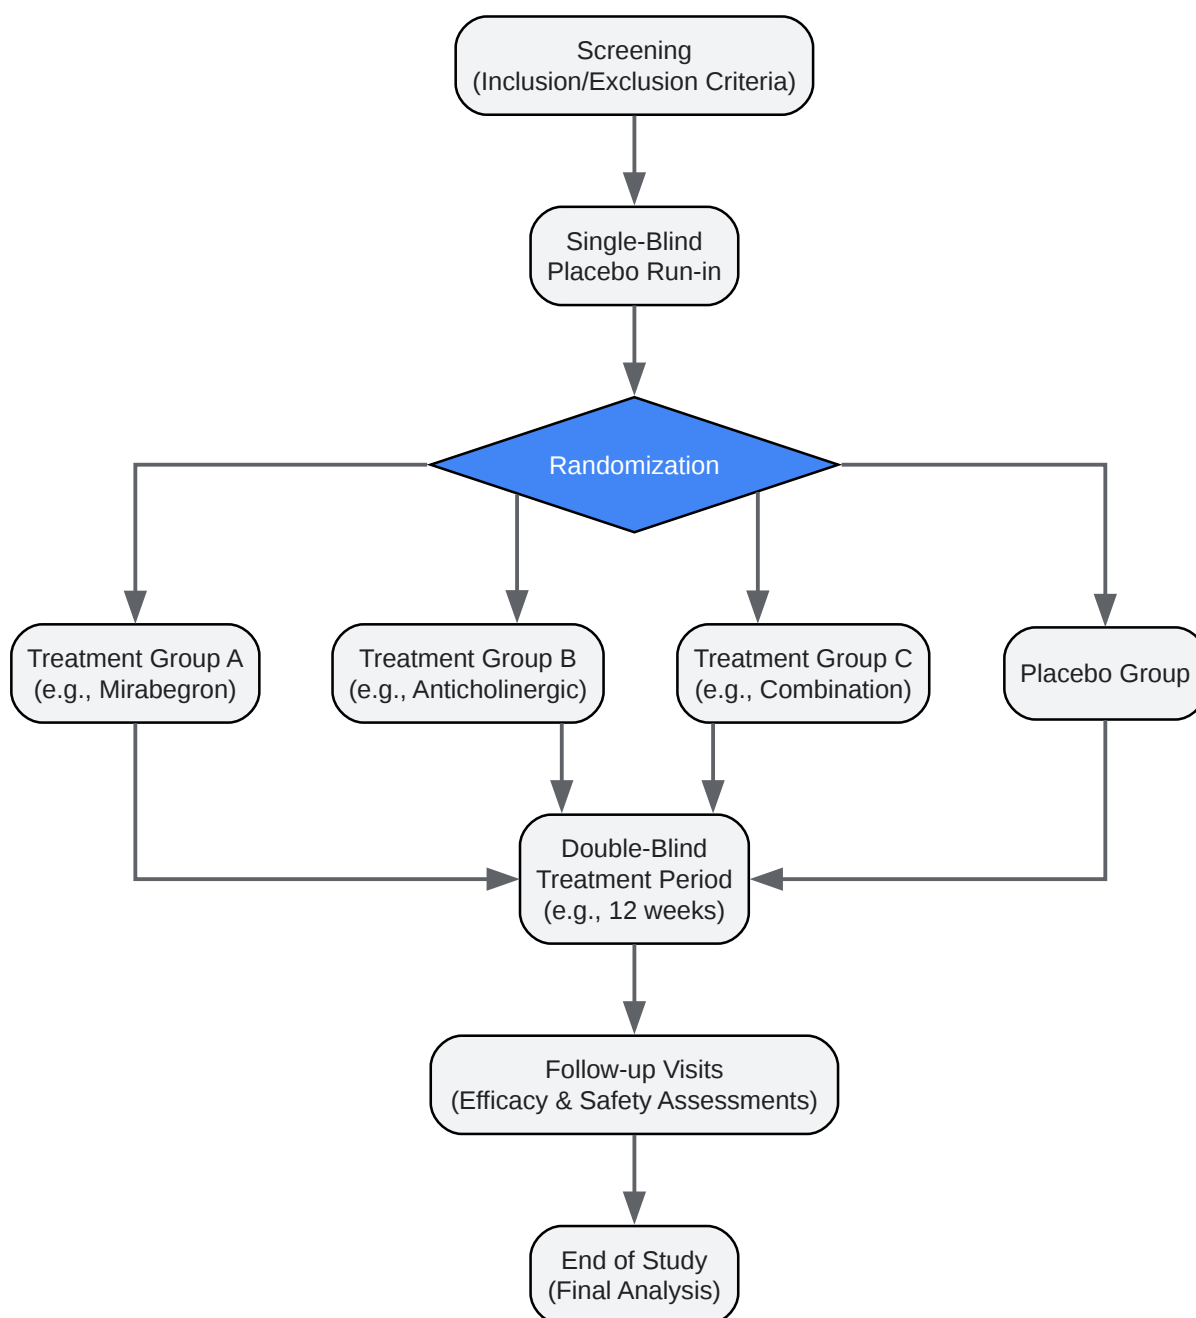 Screening
(Inclusion/Exclusion Criteria)
Single-Blind
Placebo Run-in
Randomization
Treatment Group A
(e.g., Mirabegron)
Treatment Group B
(e.g., Anticholinergic)
Treatment Group C
(e.g., Combination)
Placebo Group
Double-Blind
Treatment Period
(e.g., 12 weeks)
Follow-up Visits
(Efficacy & Safety Assessments)
End of Study
(Final Analysis)